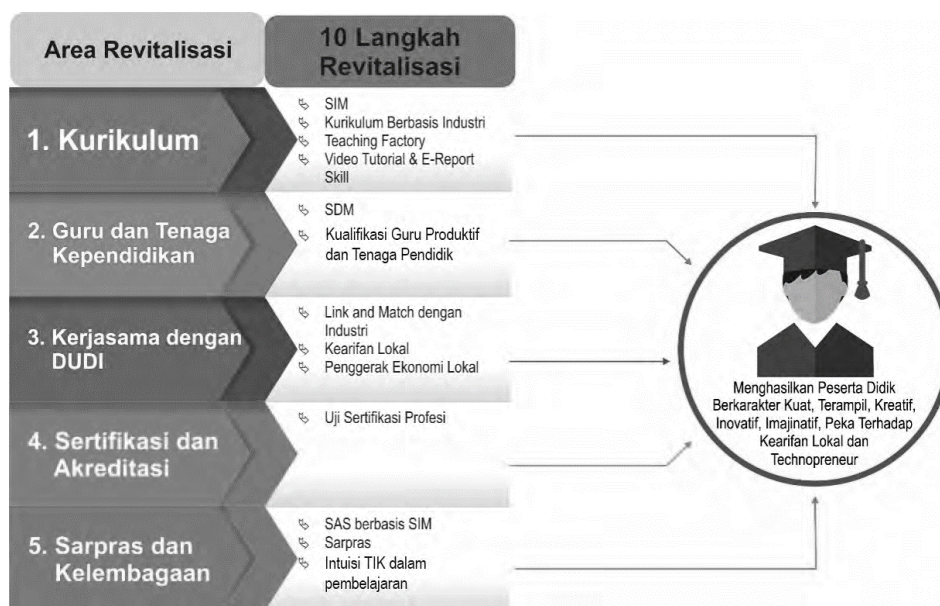 Area Revitalisasi
10 Langkah
Revitalisasi
1. Kurikulum
SIM
Kurikulum Berbasis Industri
Teaching Factory
Video Tutorial & E-Report
Skill
2. Guru dan Tenaga
Kependidikan
SDM
Kualifikasi Guru Produktif
dan Tenaga Pendidik
3. Kerjasama dengan
DUDI
Link and Match dengan
Industri
Kearifan Lokal
Penggerak Ekonomi Lokal
4. Sertifikasi dan
Akreditasi
Uji Sertifikasi Profesi
5. Sarpras dan
Kelembagaan
SAS berbasis SIM
Sarpras
Intuisi TIK dalam
pembelajaran
Menghasilkan Peserta Didik
Berkarakter Kuat, Terampil, Kreatif,
Inovatif, Imajinatif, Peka Terhadap
Kearifan Lokal dan
Technopreneur